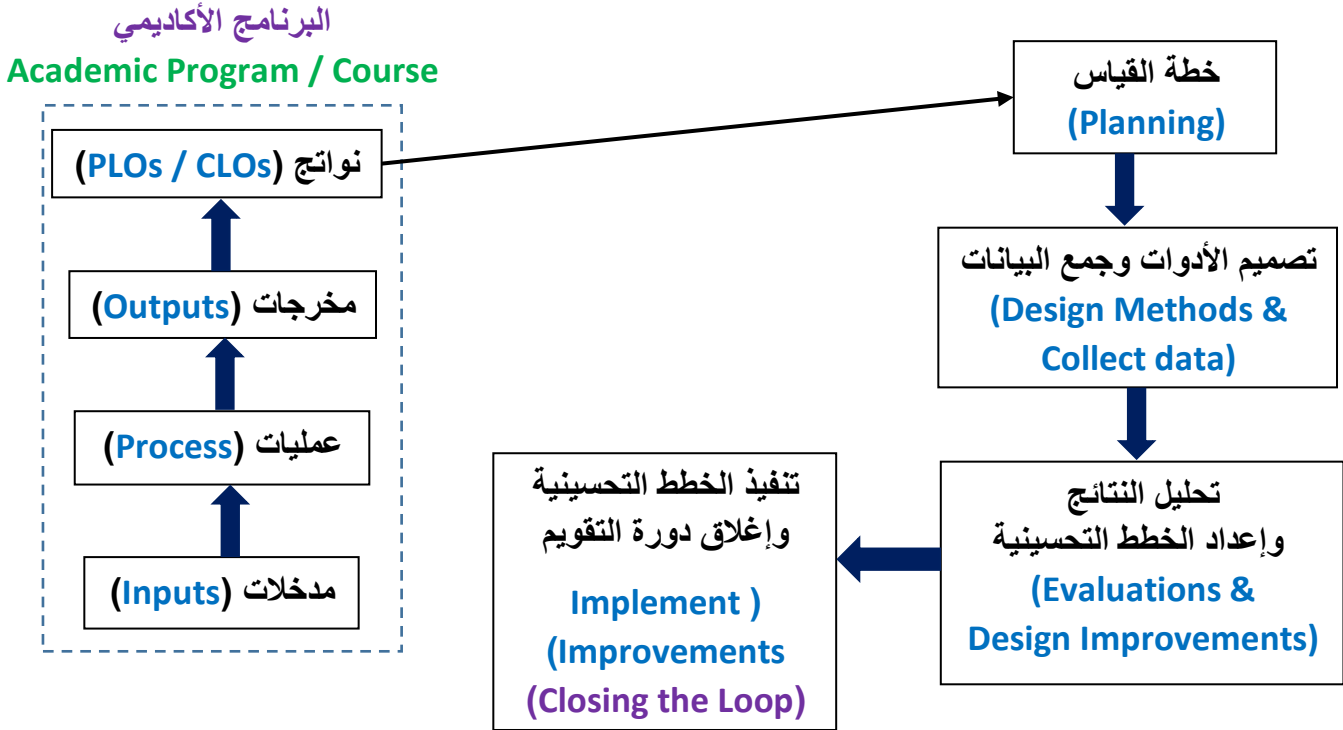 البرنامج الأكاديمي
Academic Program / Course
نواتج (PLOs / CLOs)
مخرجات (Outputs)
عمليات (Process)
مدخلات (Inputs)
خطة القياس
(Planning)
تصميم الأدوات وجمع البيانات
(Design Methods &
Collect data)
تحليل النتائج
وإعداد الخطط التحسينية
(Evaluations &
Design Improvements)
تنفيذ الخطط التحسينية
وإغلاق دورة التقويم
Implement )
(Improvements
(Closing the Loop)